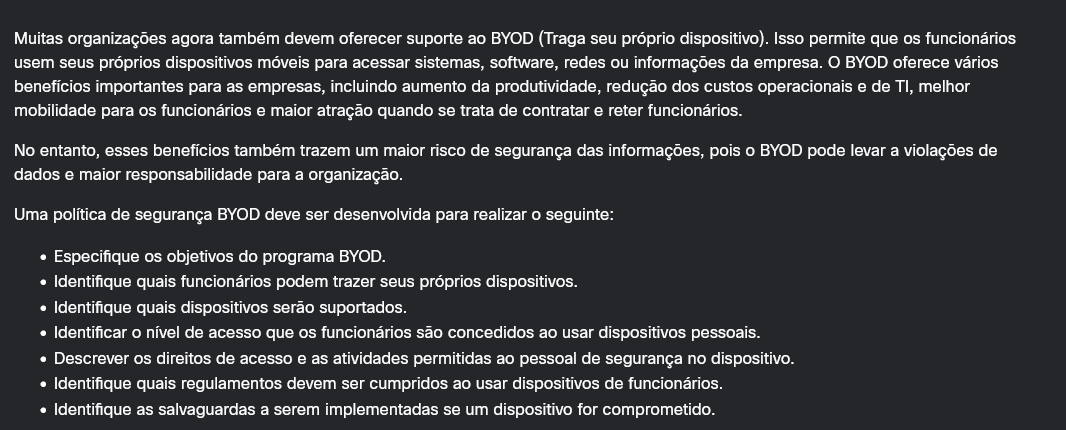 Muitas organizações agora também devem oferecer suporte ao BYOD (Traga seu próprio dispositivo). Isso permite que os funcionários
usem seus próprios dispositivos móveis para acessar sistemas, software, redes ou informações da empresa. O BYOD oferece vários
benefícios importantes para as empresas, incluindo aumento da produtividade, redução dos custos operacionais e de TI, melhor
mobilidade para os funcionários e maior atração quando se trata de contratar e reter funcionários.
No entanto, esses benefícios também trazem um maior risco de segurança das informações, pois o BYOD pode levar a violações de
dados e maior responsabilidade para a organização.
Uma política de segurança BYOD deve ser desenvolvida para realizar o seguinte:
• Especifique os objetivos do programa BYOD.
• Identifique quais funcionários podem trazer seus próprios dispositivos.
• Identifique quais dispositivos serão suportados.
• Identificar o nível de acesso que os funcionários são concedidos ao usar dispositivos pessoais.
• Descrever os direitos de acesso e as atividades permitidas ao pessoal de segurança no dispositivo.
• Identifique quais regulamentos devem ser cumpridos ao usar dispositivos de funcionários.
• Identifique as salvaguardas a serem implementadas se um dispositivo for comprometido.